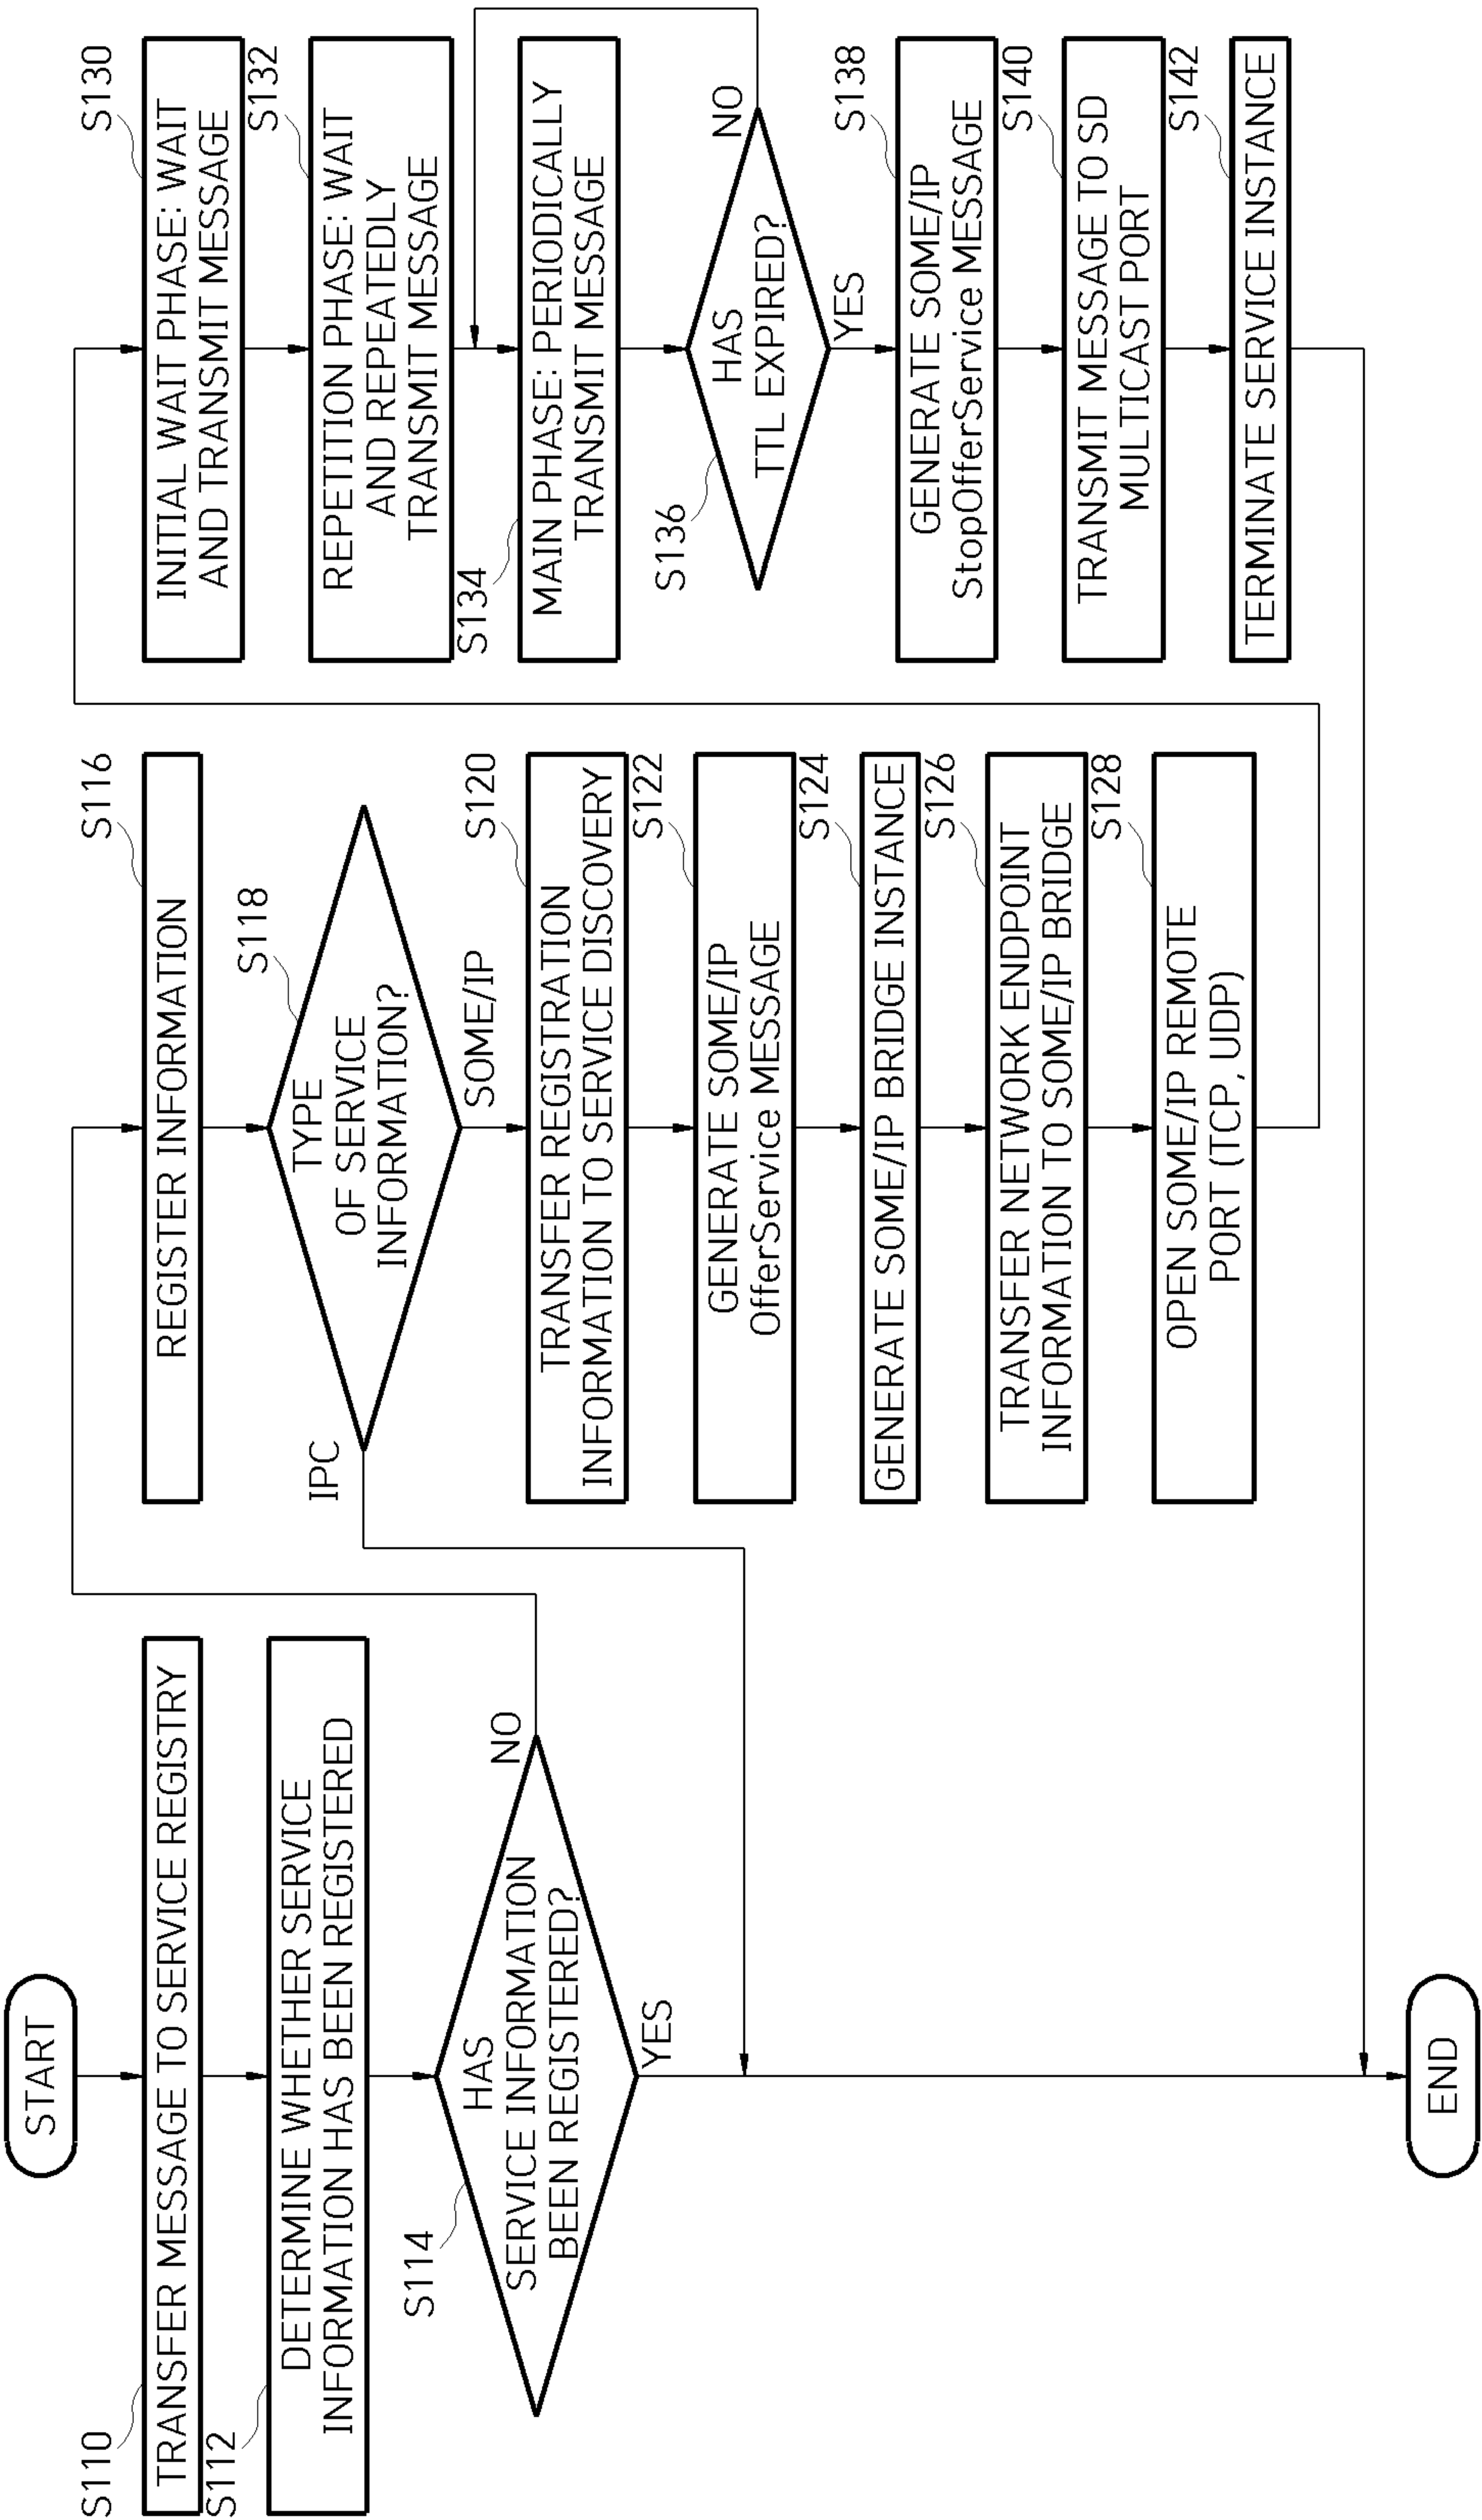 START
S110
TRANSFER MESSAGE TO SERVICE REGISTRY
S112
DETERMINE WHETHER SERVICE
INFORMATION HAS BEEN REGISTERED
S114
HAS
SERVICE INFORMATION
BEEN REGISTERED?
NO
YES
END
S116
REGISTER INFORMATION
S118
TYPE
OF SERVICE
INFORMATION?
IPC
SOME/IP
S120
TRANSFER REGISTRATION
INFORMATION TO SERVICE DISCOVERY
S122
GENERATE SOME/IP
OfferService MESSAGE
S124
GENERATE SOME/IP BRIDGE INSTANCE
S126
TRANSFER NETWORK ENDPOINT
INFORMATION TO SOME/IP BRIDGE
S128
OPEN SOME/IP REMOTE
PORT (TCP, UDP)
S130
INITIAL WAIT PHASE: WAIT
AND TRANSMIT MESSAGE
S132
REPETITION PHASE: WAIT
AND REPEATEDLY
TRANSMIT MESSAGE
S134
MAIN PHASE: PERIODICALLY
TRANSMIT MESSAGE
S136
HAS
TTL EXPIRED?
NO
YES
S138
GENERATE SOME/IP
StopOfferService MESSAGE
S140
TRANSMIT MESSAGE TO SD
MULTICAST PORT
S142
TERMINATE SERVICE INSTANCE